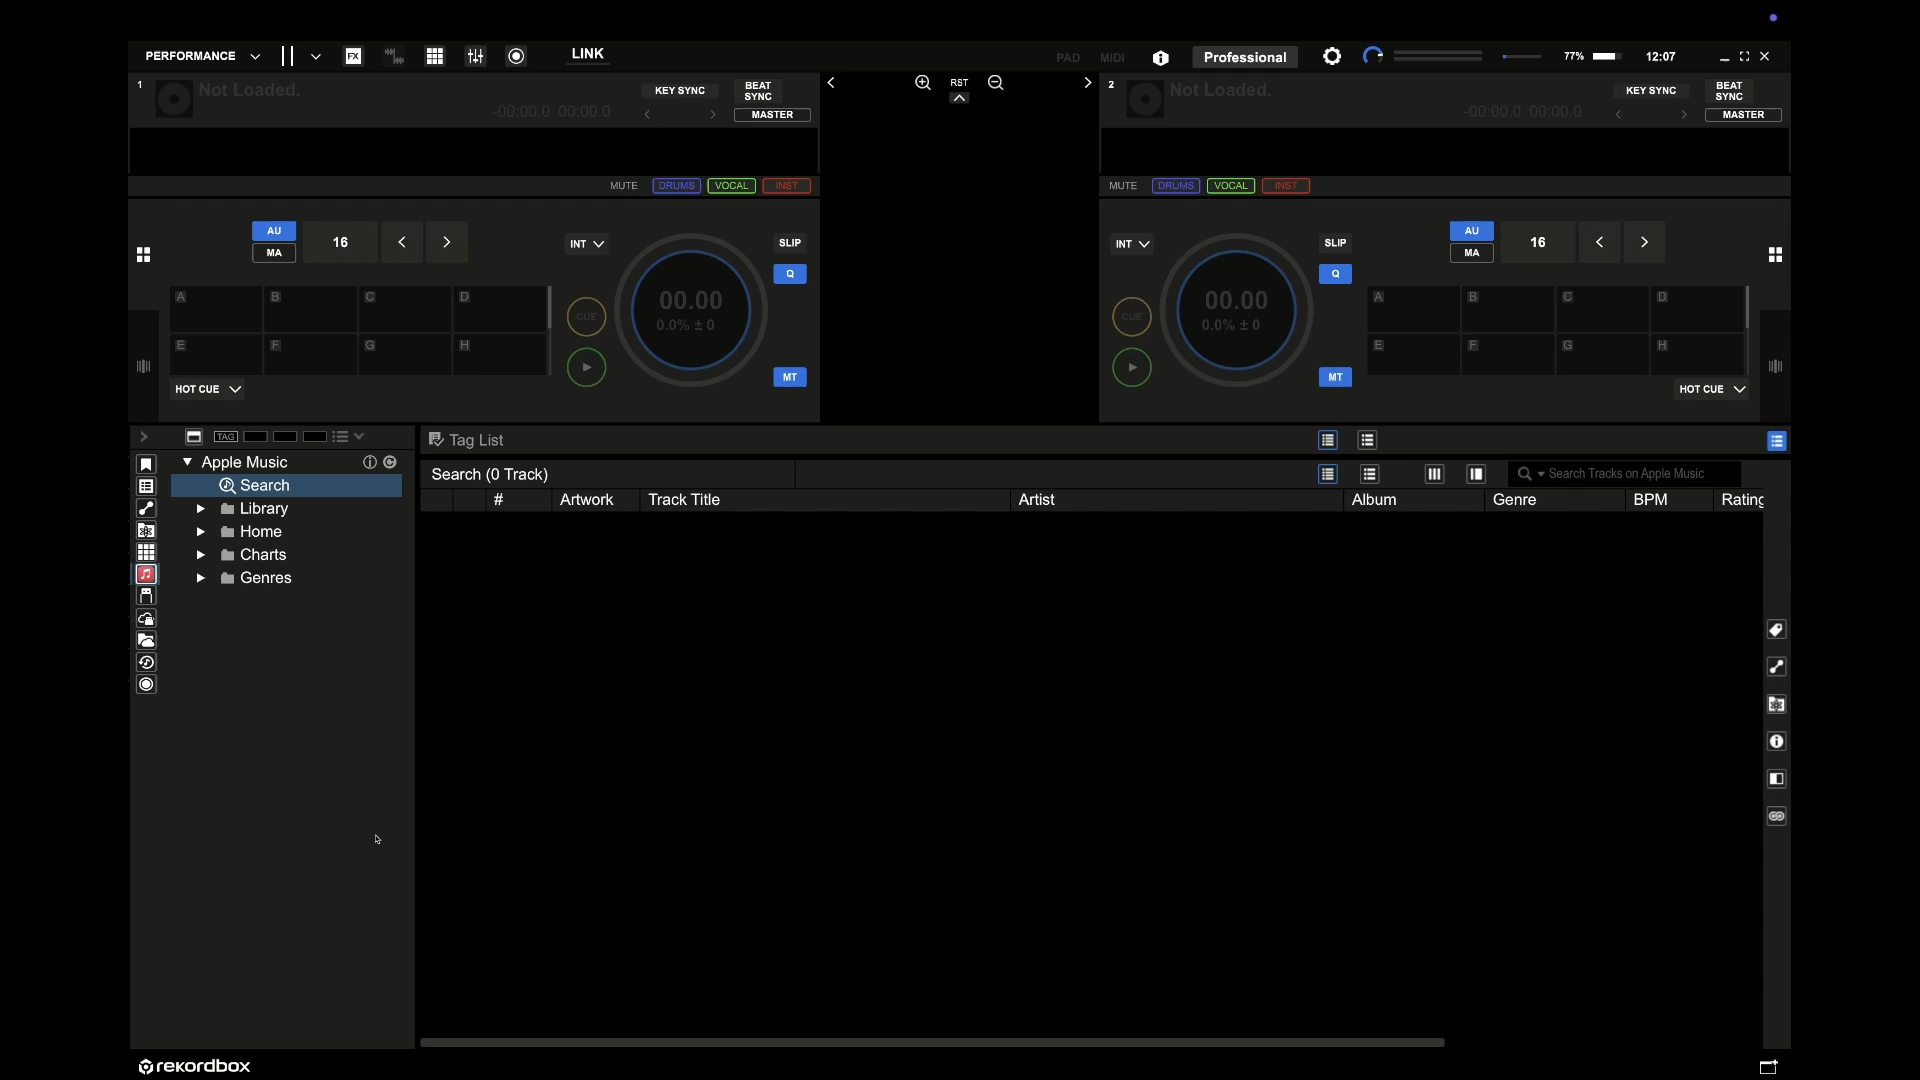 PERFORMANCE FX LINK PAD MIDI Professional 77% 12:07
1 Not Loaded. KEY SYNC BEAT SYNC
-00:00.0 00:00.0 MASTER
RST
2 Not Loaded. KEY SYNC BEAT SYNC
-00:00.0 00:00.0 MASTER
MUTE DRUMS VOCAL INST
MUTE DRUMS VOCAL INST
AU
MA
16
INT
SLIP
Q
A B C D
CUE
00.00
0.0% ± 0
E F G H
MT
HOT CUE
INT
SLIP
Q
CUE
00.00
0.0% ± 0
MT
AU
MA
16
A B C D
E F G H
HOT CUE
TAG
Apple Music
Search
Library
Home
Charts
Genres
Tag List
Search (0 Track)
Search Tracks on Apple Music
# Artwork Track Title Artist Album Genre BPM Rating
rekordbox